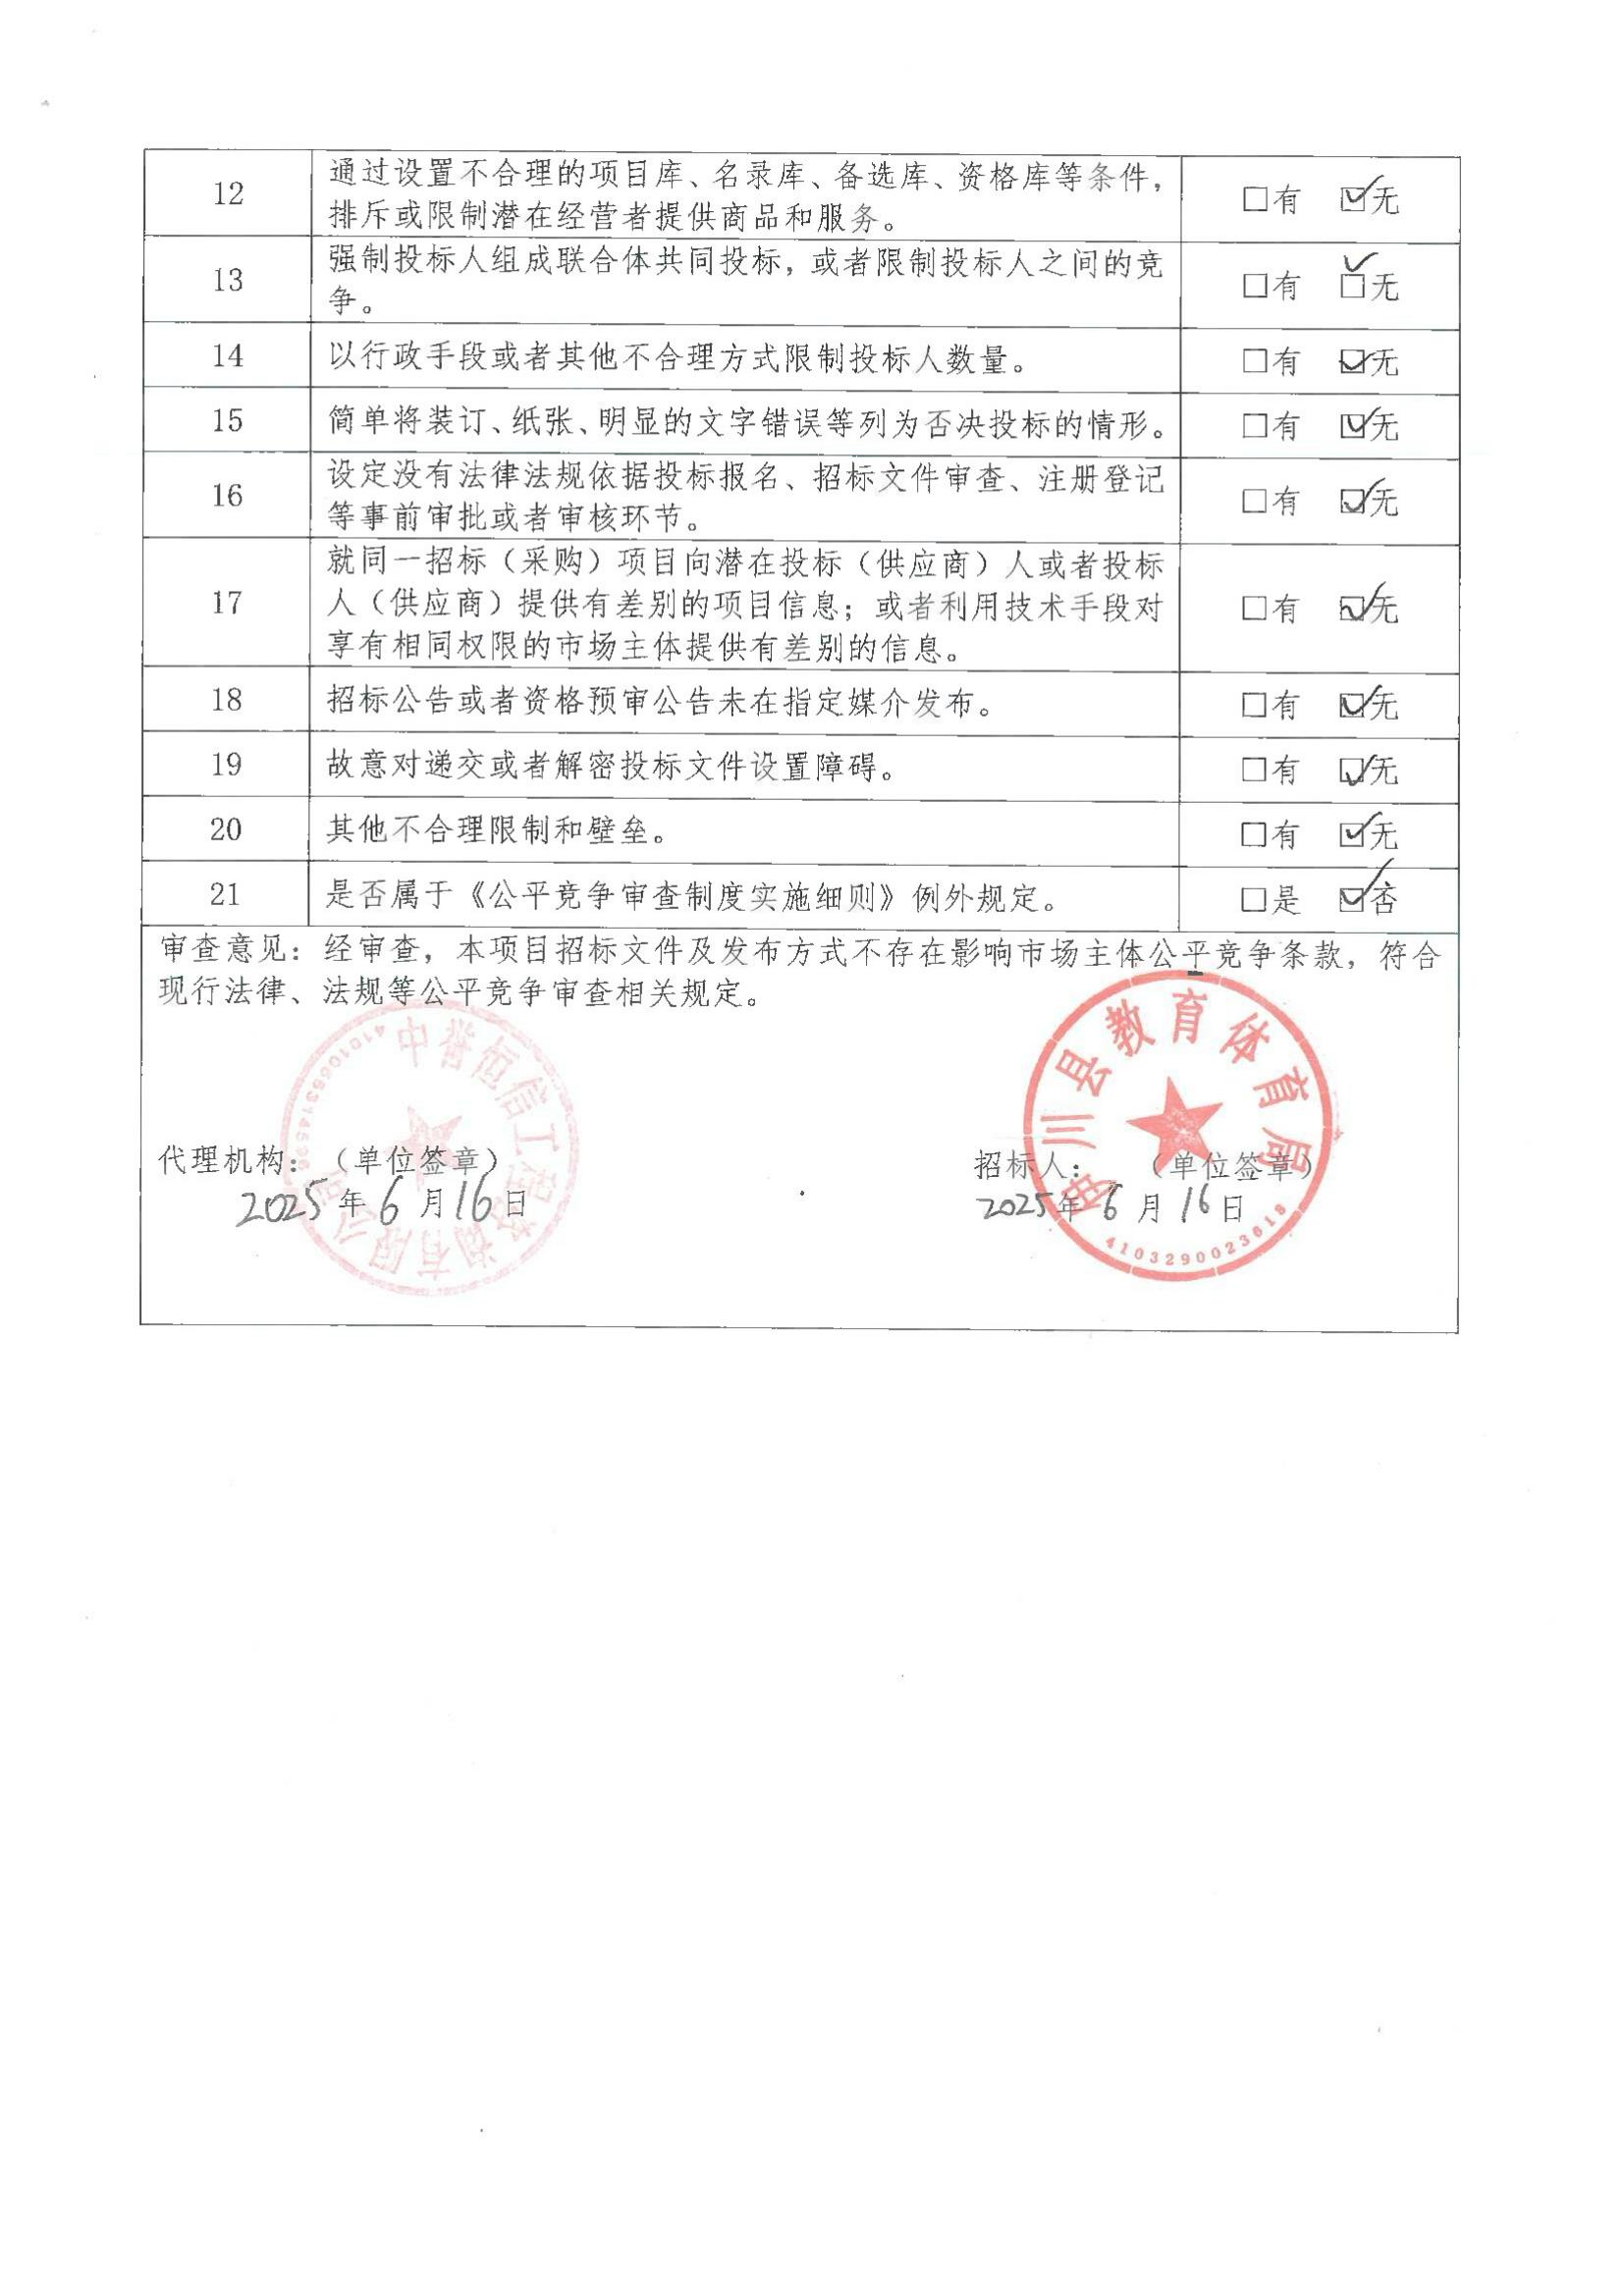 12
通过设置不合理的项目库、名录库、备选库、资格库等条件，
排斥或限制潜在经营者提供商品和服务。
□有 ☑无
13
强制投标人组成联合体共同投标，或者限制投标人之间的竞
争。
□有 ☑无
14
以行政手段或者其他不合理方式限制投标人数量。
□有 ☑无
15
简单将装订、纸张、明显的文字错误等列为否决投标的情形。
□有 ☑无
16
设定没有法律法规依据投标报名、招标文件审查、注册登记
等事前审批或者审核环节。
□有 ☑无
17
就同一招标（采购）项目向潜在投标（供应商）人或者投标
人（供应商）提供有差别的项目信息；或者利用技术手段对
享有相同权限的市场主体提供有差别的信息。
□有 ☑无
18
招标公告或者资格预审公告未在指定媒介发布。
□有 ☑无
19
故意对递交或者解密投标文件设置障碍。
□有 ☑无
20
其他不合理限制和壁垒。
□有 ☑无
21
是否属于《公平竞争审查制度实施细则》例外规定。
□是 ☑否
审查意见：经审查，本项目招标文件及发布方式不存在影响市场主体公平竞争条款，符合
现行法律、法规等公平竞争审查相关规定。
代理机构：（单位签章）
2025年6月16日
中誉恒信工程咨询有限公司
招标人：（单位签章）
2025年6月16日
川县教育体育局
4103290023618